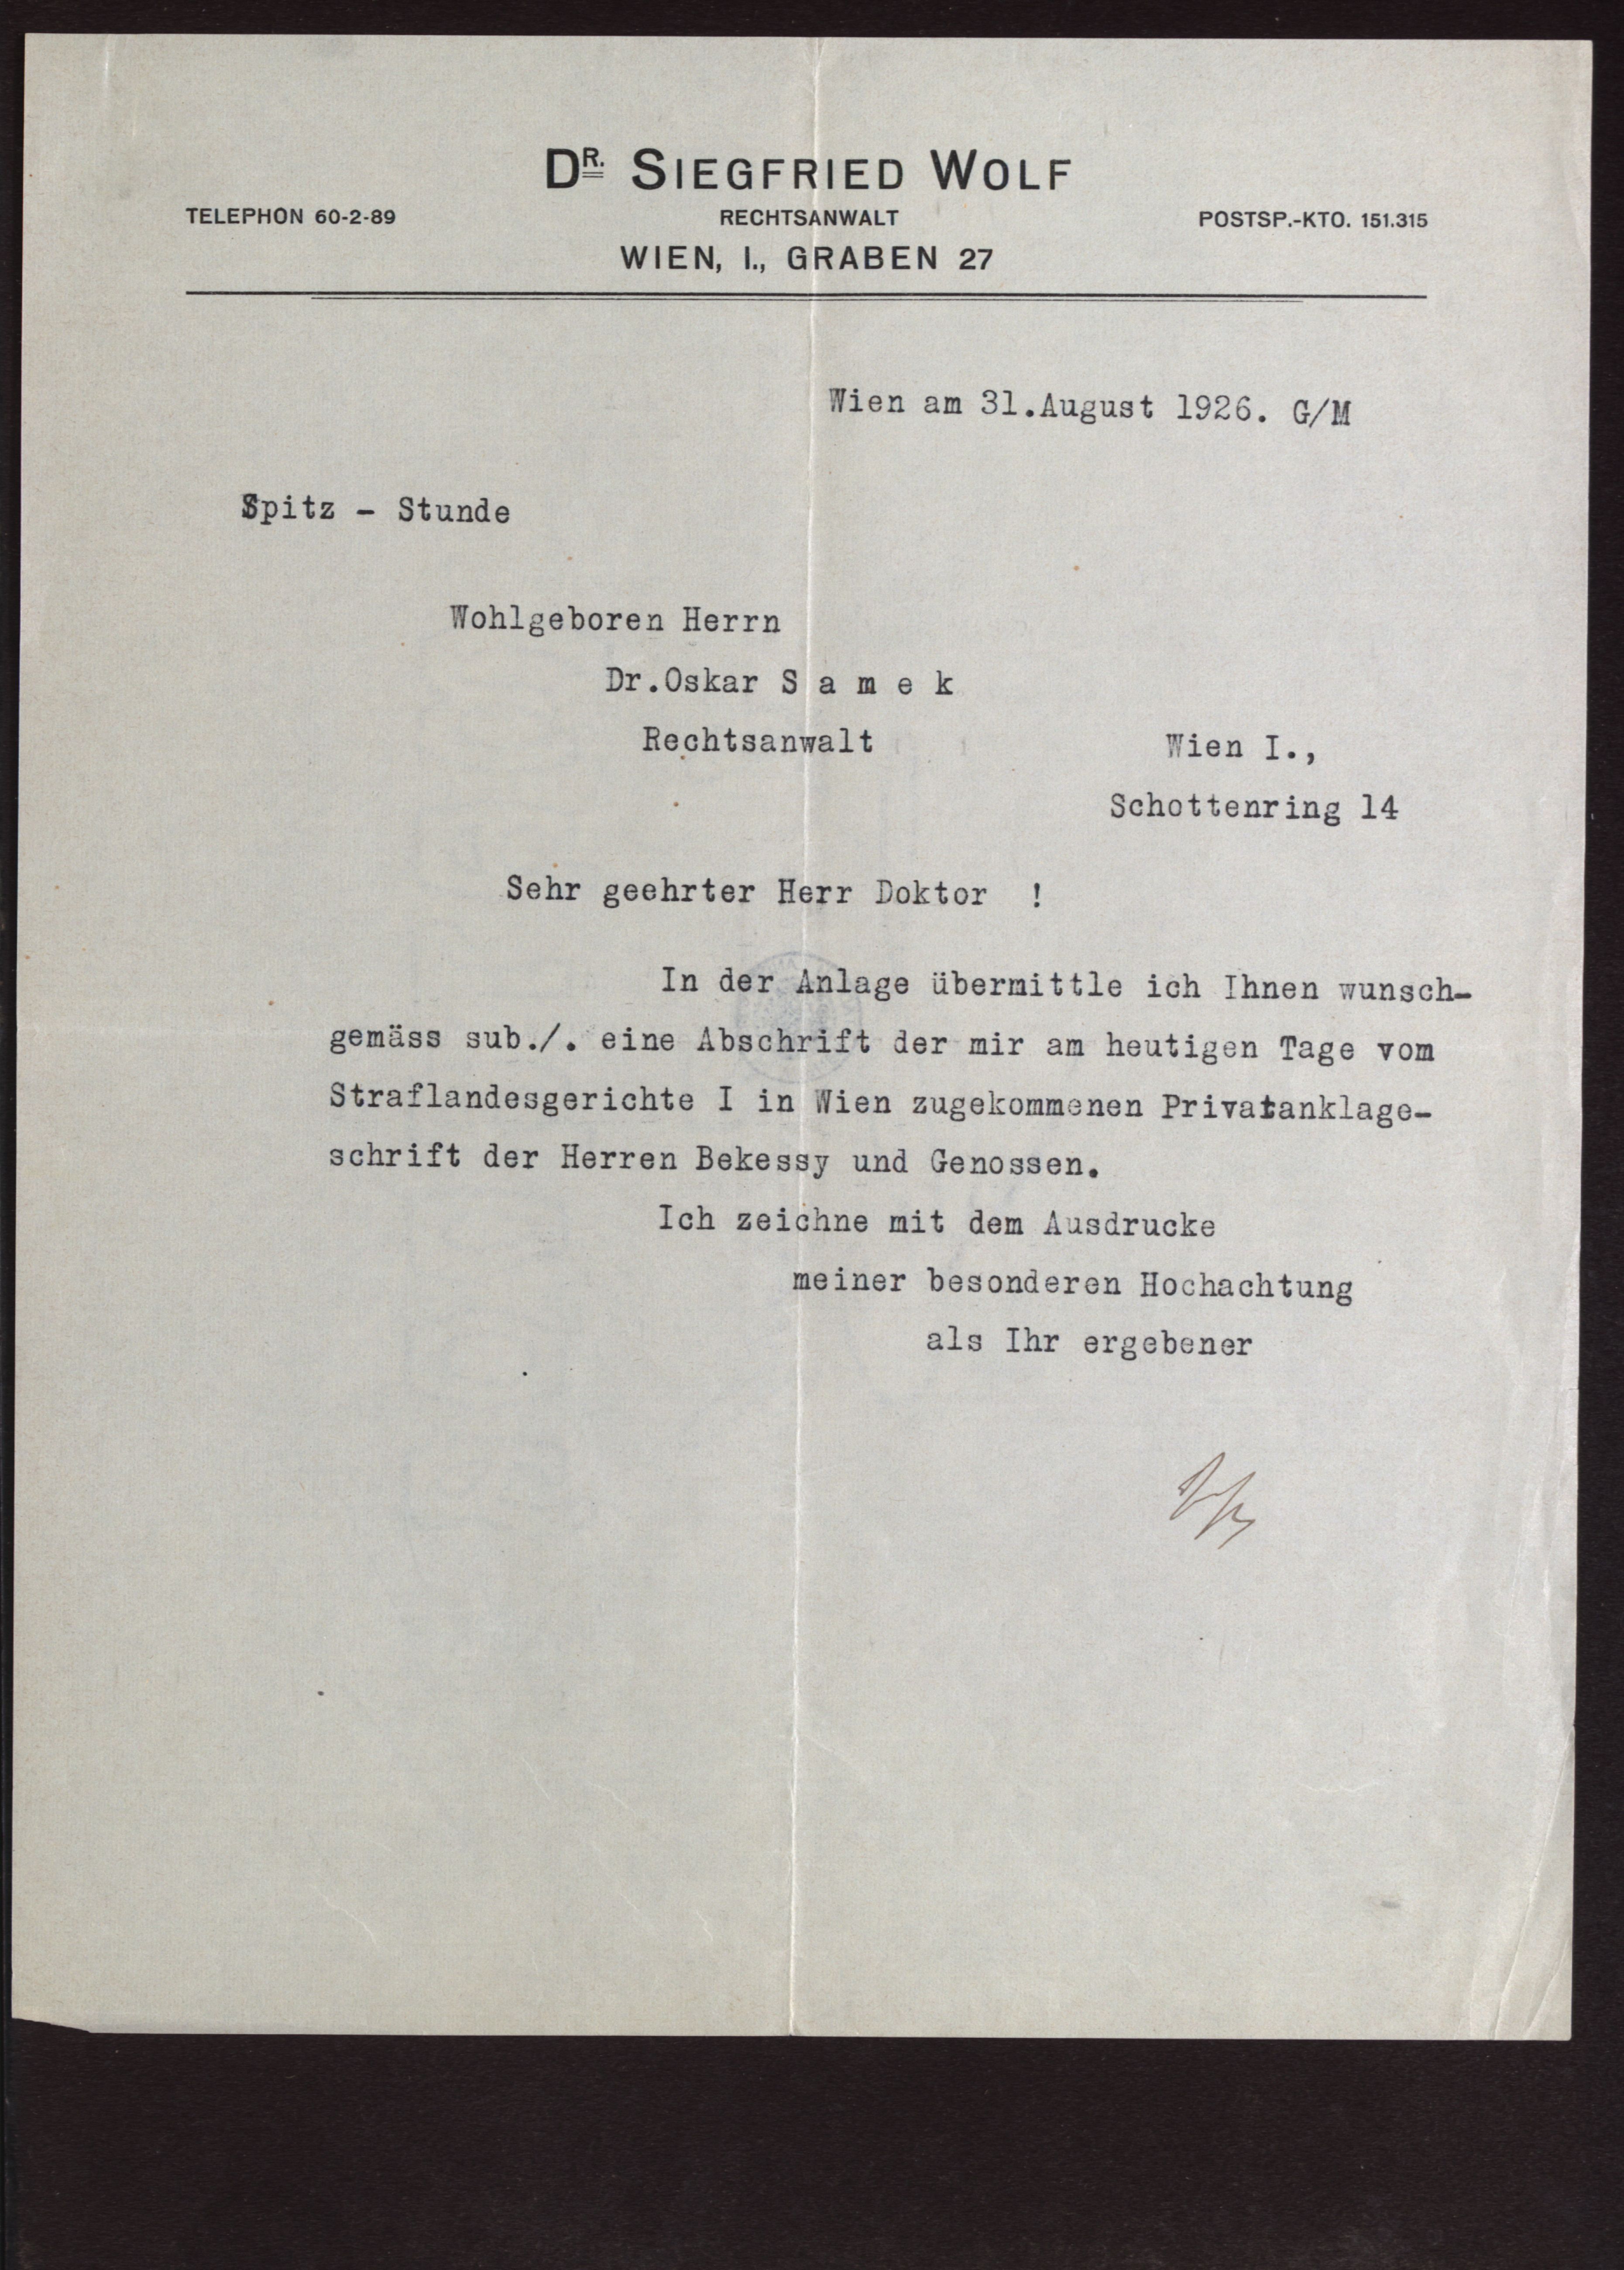 DR. SIEGFRIED WOLF
TELEPHON 60-2-89 RECHTSANWALT POSTSP.-KTO. 151.315
WIEN, I., GRABEN 27
Wien am 31.August 1926. G/M
Spitz - Stunde
Wohlgeboren Herrn
Dr.Oskar S a m e k
Rechtsanwalt Wien I.,
Schottenring 14
Sehr geehrter Herr Doktor !
In der Anlage übermittle ich Ihnen wunsch-
gemäss sub./. eine Abschrift der mir am heutigen Tage vom
Straflandesgerichte I in Wien zugekommenen Privatanklage-
schrift der Herren Bekessy und Genossen.
Ich zeichne mit dem Ausdrucke
meiner besonderen Hochachtung
als Ihr ergebener